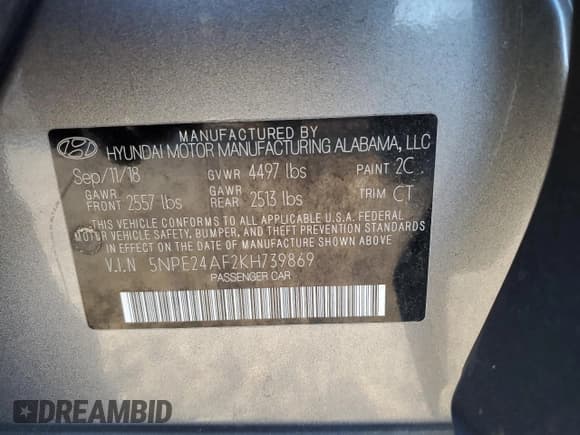 MANUFACTURED BY
HYUNDAI MOTOR MANUFACTURING ALABAMA, LLC
Sep/11/18 GVWR 4497 lbs PAINT 2C
GAWR FRONT 2557 lbs GAWR REAR 2513 lbs TRIM CT
THIS VEHICLE CONFORMS TO ALL APPLICABLE U.S.A. FEDERAL
MOTOR VEHICLE SAFETY, BUMPER, AND THEFT PREVENTION STANDARDS
IN EFFECT ON THE DATE OF MANUFACTURE SHOWN ABOVE.
V.I.N 5NPE24AF2KH739869
PASSENGER CAR
DREAMBID